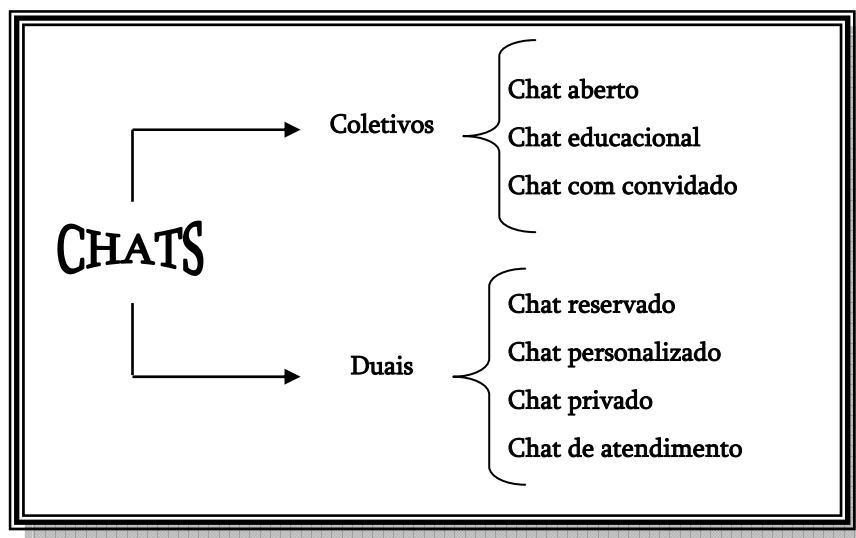 CHATS
Coletivos
Chat aberto
Chat educacional
Chat com convidado
Duais
Chat reservado
Chat personalizado
Chat privado
Chat de atendimento